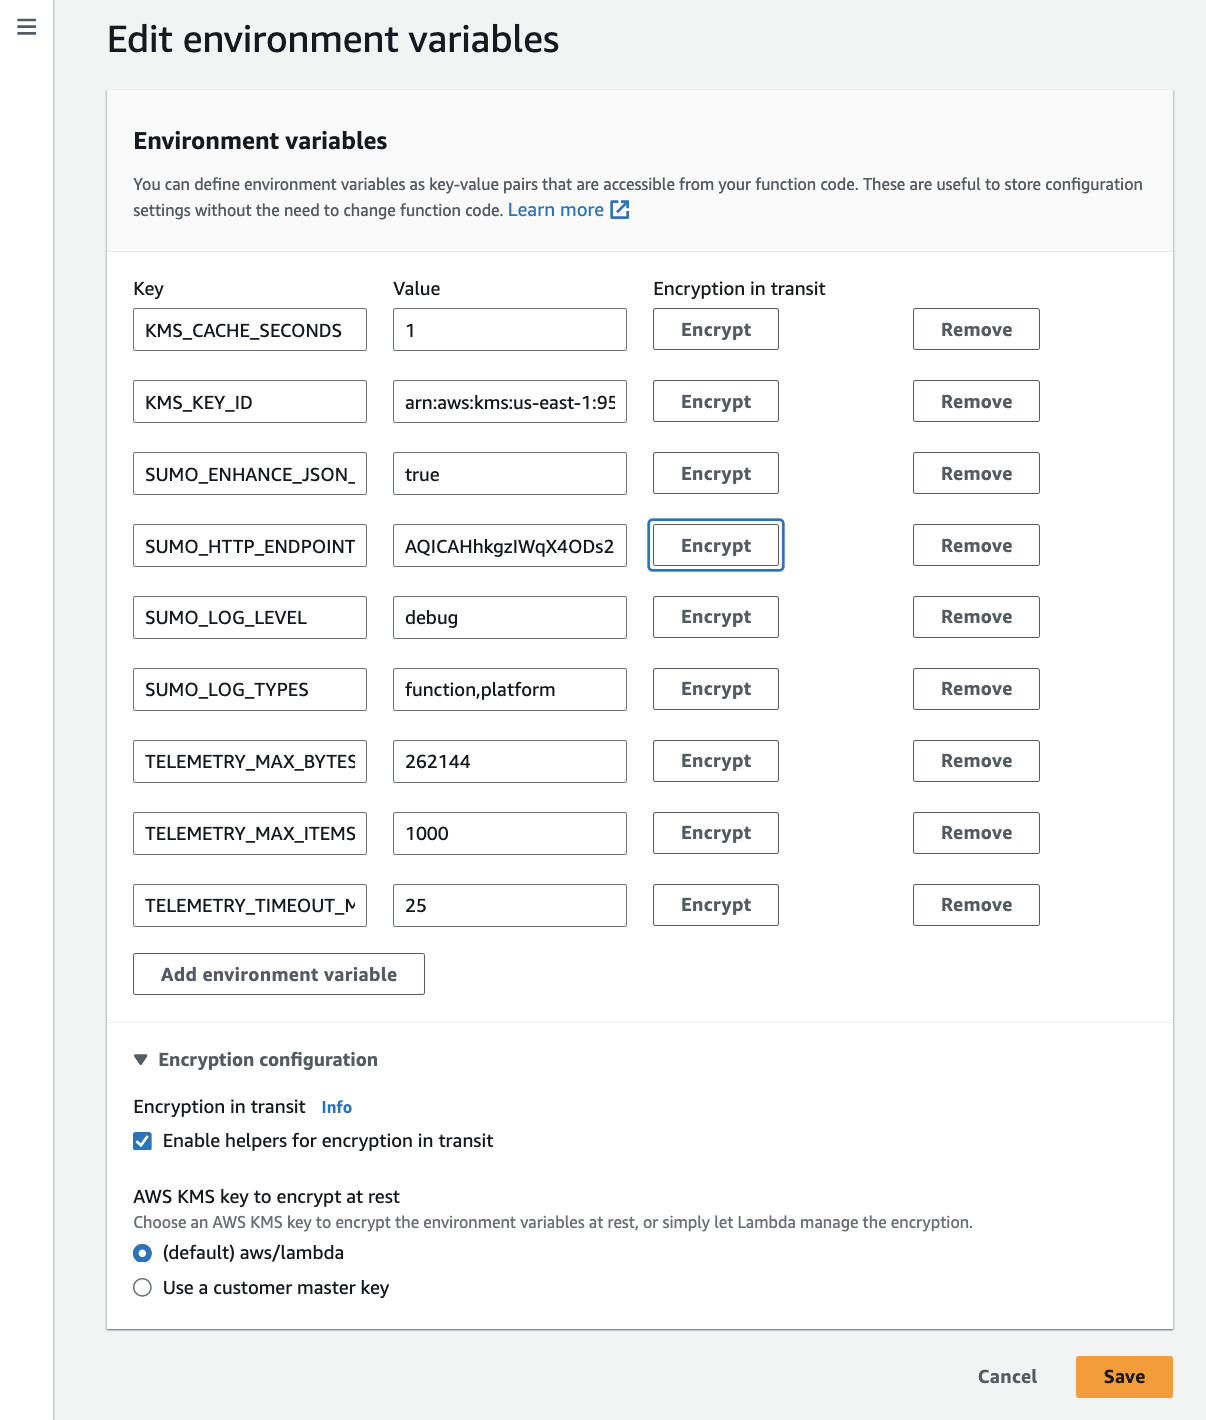 Edit environment variables
Environment variables
You can define environment variables as key-value pairs that are accessible from your function code. These are useful to store configuration
settings without the need to change function code. Learn more
Key Value Encryption in transit
KMS_CACHE_SECONDS 1 Encrypt Remove
KMS_KEY_ID arn:aws:kms:us-east-1:95 Encrypt Remove
SUMO_ENHANCE_JSON_ true Encrypt Remove
SUMO_HTTP_ENDPOINT AQICAHhkgzIWqX4ODs2 Encrypt Remove
SUMO_LOG_LEVEL debug Encrypt Remove
SUMO_LOG_TYPES function,platform Encrypt Remove
TELEMETRY_MAX_BYTES 262144 Encrypt Remove
TELEMETRY_MAX_ITEMS 1000 Encrypt Remove
TELEMETRY_TIMEOUT_M 25 Encrypt Remove
Add environment variable
Encryption configuration
Encryption in transit Info
Enable helpers for encryption in transit
AWS KMS key to encrypt at rest
Choose an AWS KMS key to encrypt the environment variables at rest, or simply let Lambda manage the encryption.
(default) aws/lambda
Use a customer master key
Cancel Save